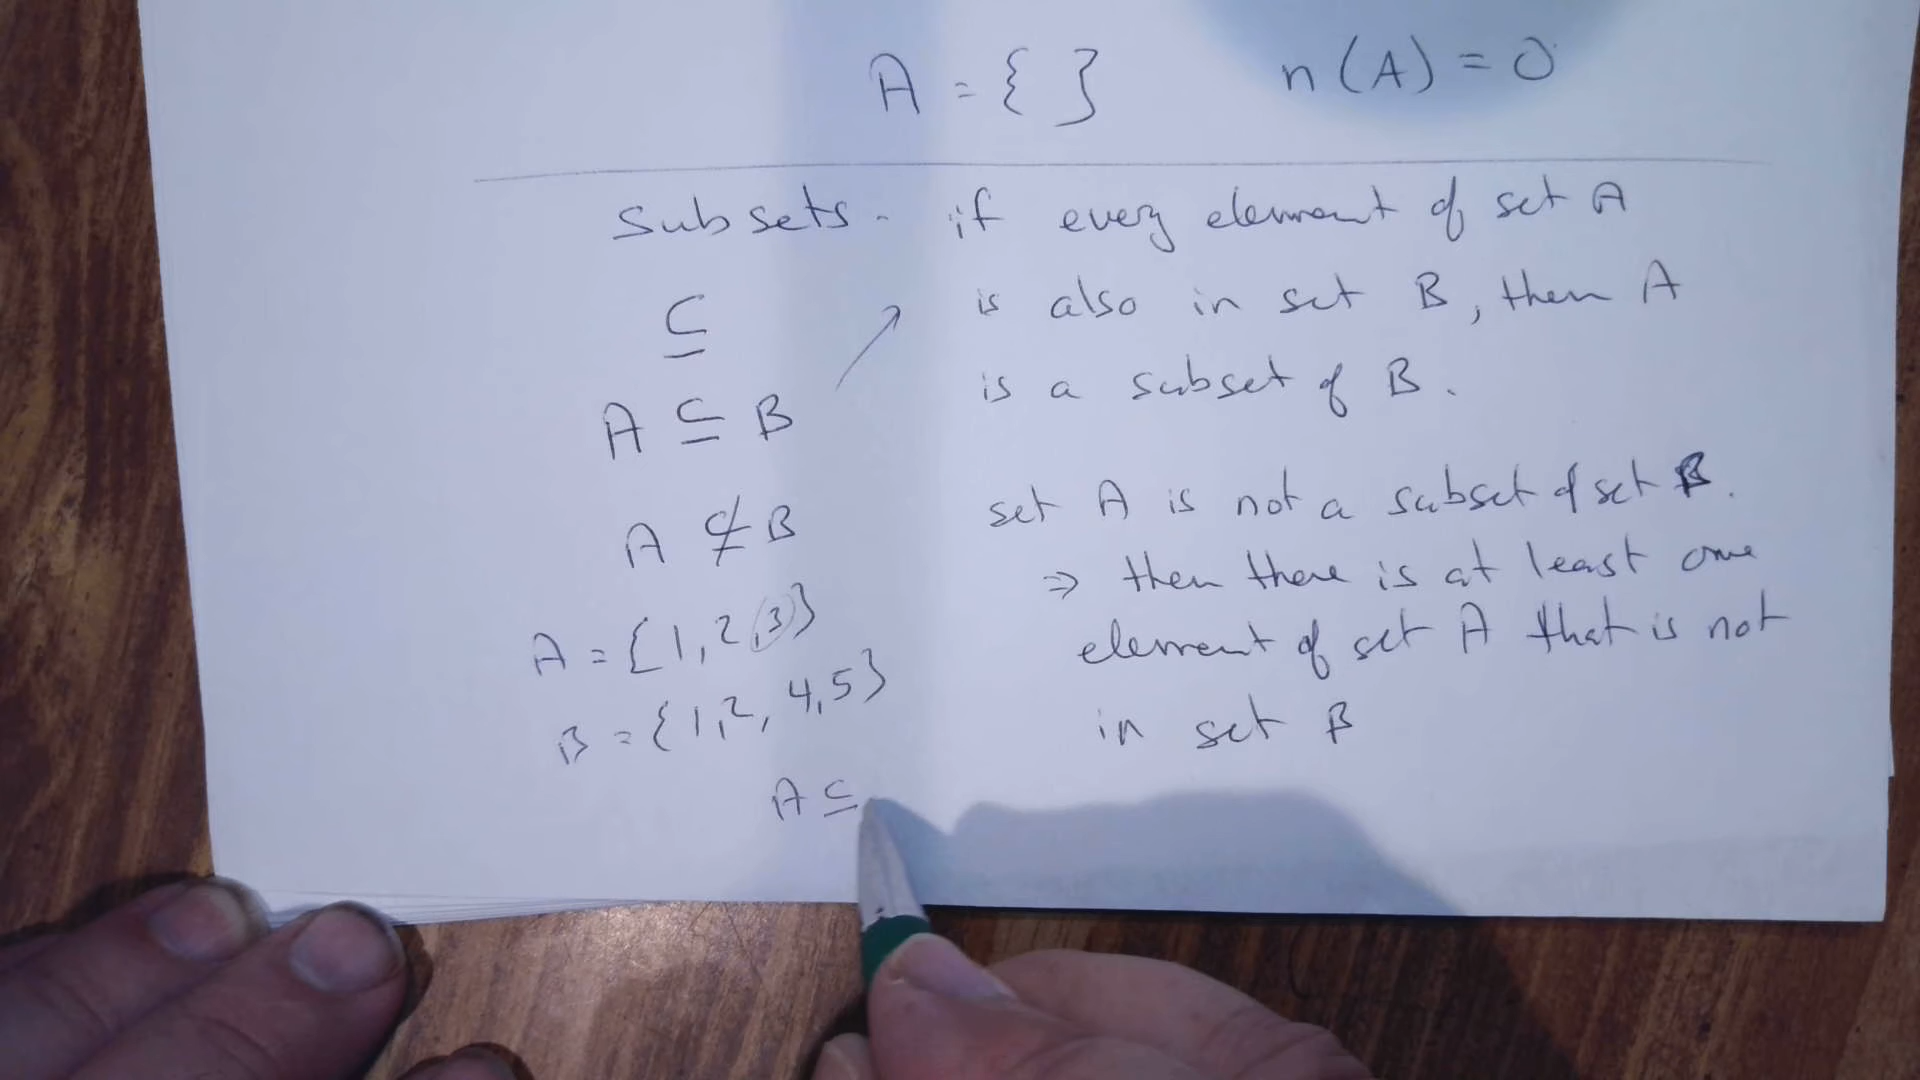 A = { } n(A) = 0
Subsets - if every element of set A
is also in set B, then A
is a subset of B.
⊆
A ⊆ B
A ⊈ B
set A is not a subset of set B.
⇒ then there is at least one
element of set A that is not
in set B
A = {1, 2, 3}
B = {1, 2, 4, 5}
A ⊆